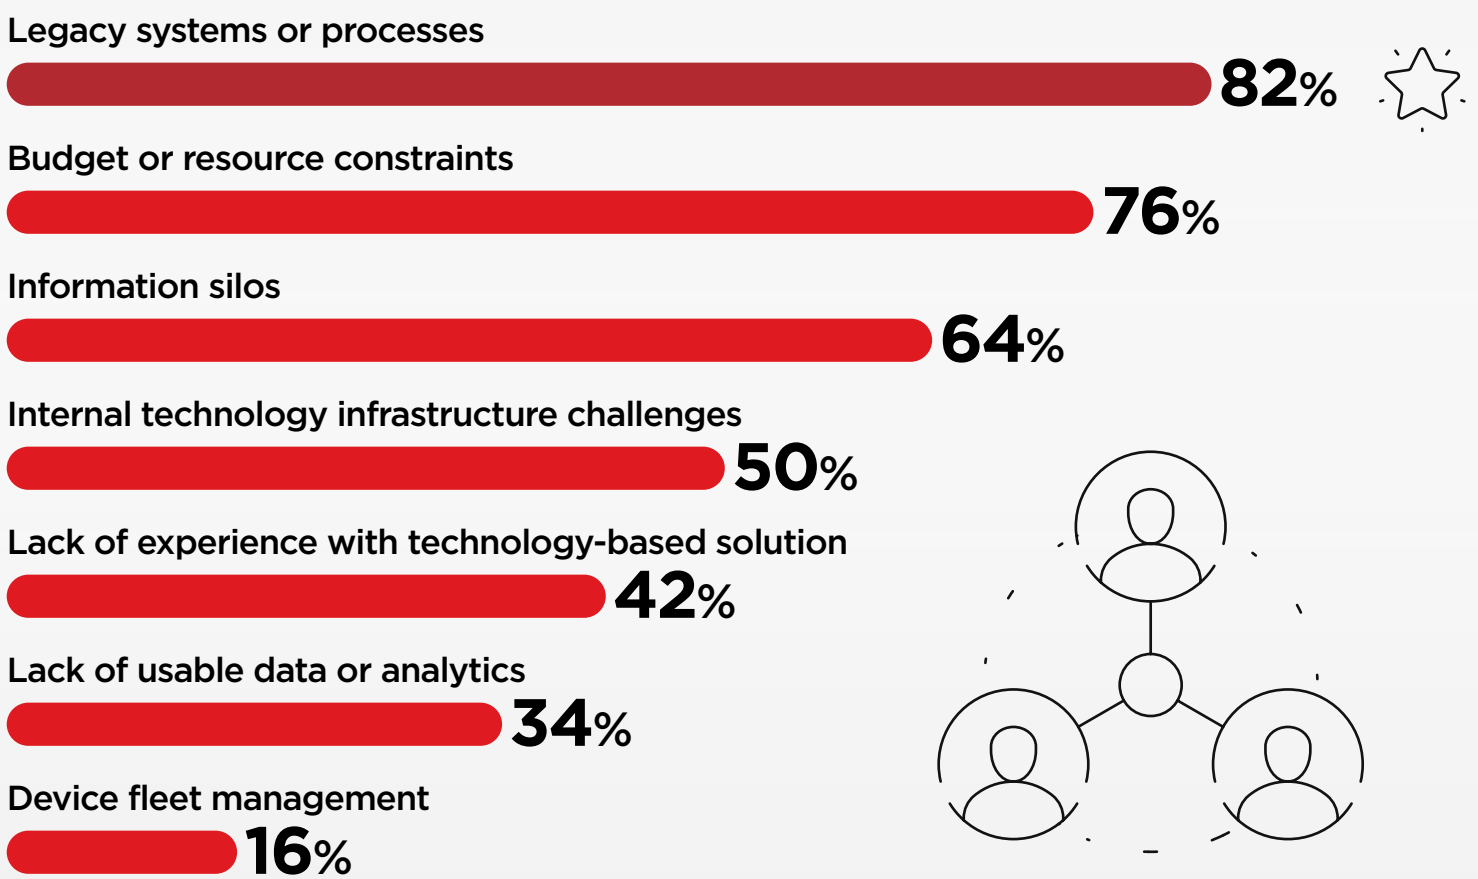 Legacy systems or processes
82%
Budget or resource constraints
76%
Information silos
64%
Internal technology infrastructure challenges
50%
Lack of experience with technology-based solution
42%
Lack of usable data or analytics
34%
Device fleet management
16%